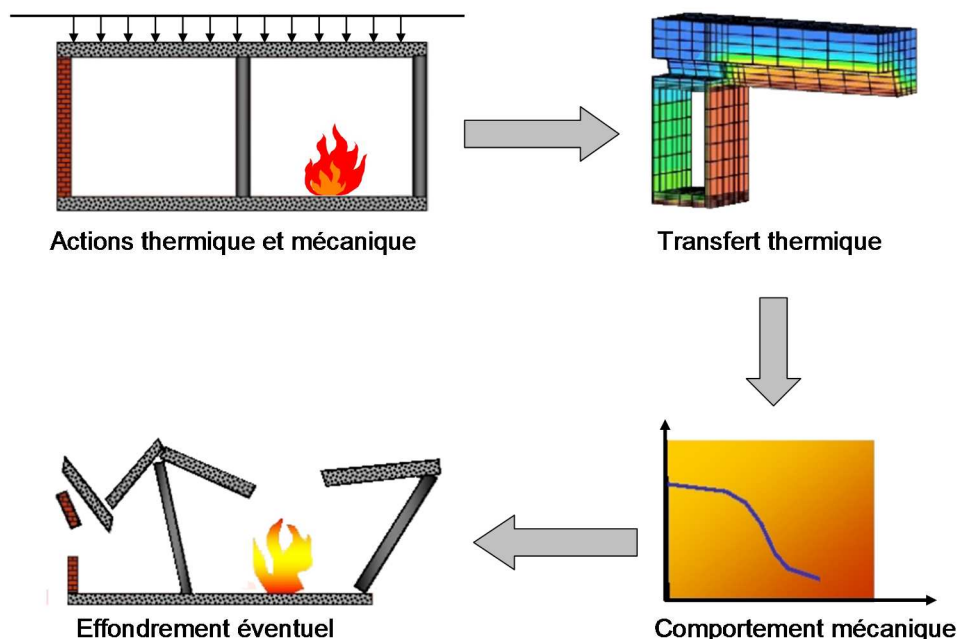 Actions thermique et mécanique
Transfert thermique
Comportement mécanique
Effondrement éventuel